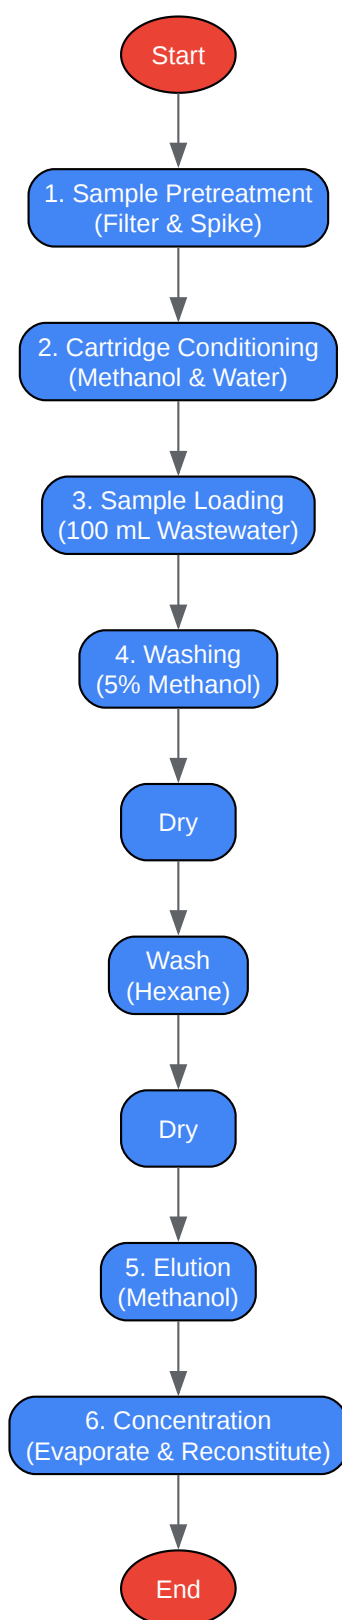 Start
1. Sample Pretreatment
(Filter & Spike)
2. Cartridge Conditioning
(Methanol & Water)
3. Sample Loading
(100 mL Wastewater)
4. Washing
(5% Methanol)
Dry
Wash
(Hexane)
Dry
5. Elution
(Methanol)
6. Concentration
(Evaporate & Reconstitute)
End